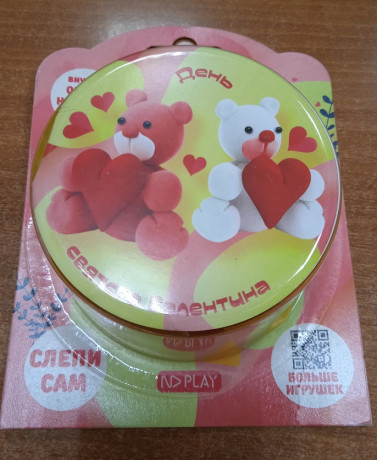 День
Святого Валентина
СЛЕПИ
САМ
ND PLAY
БОЛЬШЕ
ИГРУШЕК